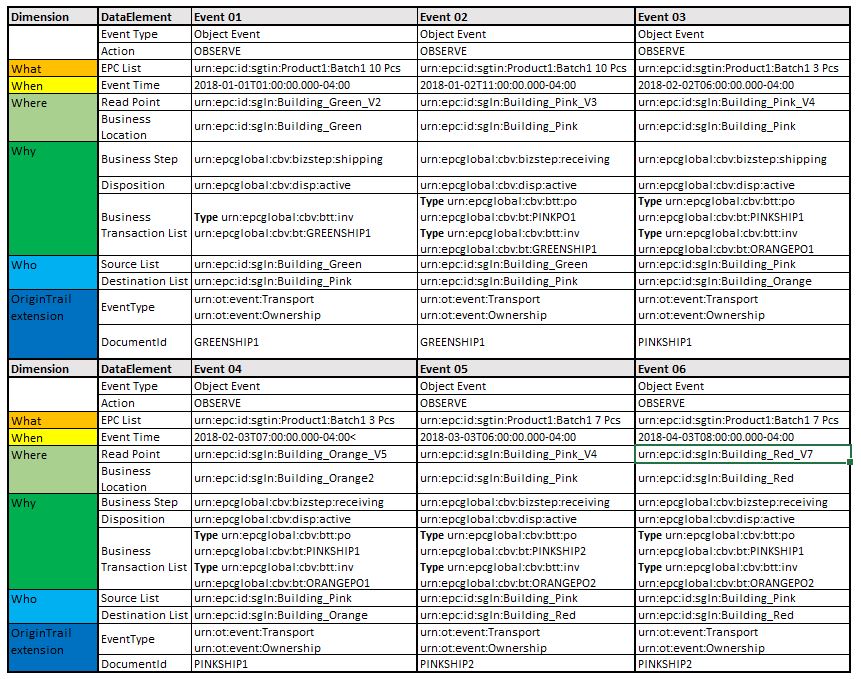 Dimension DataElement Event 01 Event 02 Event 03
Event Type Object Event Object Event Object Event
Action OBSERVE OBSERVE OBSERVE
What EPC List urn:epc:id:sgtin:Product1:Batch1 10 Pcs urn:epc:id:sgtin:Product1:Batch1 10 Pcs urn:epc:id:sgtin:Product1:Batch1 3 Pcs
When Event Time 2018-01-01T01:00:00.000-04:00 2018-01-02T11:00:00.000-04:00 2018-02-02T06:00:00.000-04:00
Where Read Point urn:epc:id:sgln:Building_Green_V2 urn:epc:id:sgln:Building_Pink_V3 urn:epc:id:sgln:Building_Pink_V4
Business
Location urn:epc:id:sgln:Building_Green urn:epc:id:sgln:Building_Pink urn:epc:id:sgln:Building_Pink
Why Business Step urn:epcglobal:cbv:bizstep:shipping urn:epcglobal:cbv:bizstep:receiving urn:epcglobal:cbv:bizstep:shipping
Disposition urn:epcglobal:cbv:disp:active urn:epcglobal:cbv:disp:active urn:epcglobal:cbv:disp:active
Type urn:epcglobal:cbv:btt:po Type urn:epcglobal:cbv:btt:po
Business Type urn:epcglobal:cbv:btt:inv urn:epcglobal:cbv:bt:PINKPO1 urn:epcglobal:cbv:bt:PINKSHIP1
Transaction List urn:epcglobal:cbv:bt:GREENSHIP1 Type urn:epcglobal:cbv:btt:inv Type urn:epcglobal:cbv:btt:inv
urn:epcglobal:cbv:bt:GREENSHIP1 urn:epcglobal:cbv:bt:ORANGEPO1
Who Source List urn:epc:id:sgln:Building_Green urn:epc:id:sgln:Building_Green urn:epc:id:sgln:Building_Pink
Destination List urn:epc:id:sgln:Building_Pink urn:epc:id:sgln:Building_Pink urn:epc:id:sgln:Building_Orange
OriginTrail urn:ot:event:Transport urn:ot:event:Transport urn:ot:event:Transport
extension EventType urn:ot:event:Ownership urn:ot:event:Ownership urn:ot:event:Ownership
DocumentId GREENSHIP1 GREENSHIP1 PINKSHIP1
Dimension DataElement Event 04 Event 05 Event 06
Event Type Object Event Object Event Object Event
Action OBSERVE OBSERVE OBSERVE
What EPC List urn:epc:id:sgtin:Product1:Batch1 3 Pcs urn:epc:id:sgtin:Product1:Batch1 7 Pcs urn:epc:id:sgtin:Product1:Batch1 7 Pcs
When Event Time 2018-02-03T07:00:00.000-04:00< 2018-03-03T06:00:00.000-04:00 2018-04-03T08:00:00.000-04:00
Where Read Point urn:epc:id:sgln:Building_Orange_V5 urn:epc:id:sgln:Building_Pink_V4 urn:epc:id:sgln:Building_Red_V7
Business
Location urn:epc:id:sgln:Building_Orange2 urn:epc:id:sgln:Building_Pink urn:epc:id:sgln:Building_Red
Why Business Step urn:epcglobal:cbv:bizstep:receiving urn:epcglobal:cbv:bizstep:receiving urn:epcglobal:cbv:bizstep:receiving
Disposition urn:epcglobal:cbv:disp:active urn:epcglobal:cbv:disp:active urn:epcglobal:cbv:disp:active
Type urn:epcglobal:cbv:btt:po Type urn:epcglobal:cbv:btt:po Type urn:epcglobal:cbv:btt:po
Business urn:epcglobal:cbv:bt:PINKSHIP1 urn:epcglobal:cbv:bt:PINKSHIP2 urn:epcglobal:cbv:bt:PINKSHIP1
Transaction List Type urn:epcglobal:cbv:btt:inv Type urn:epcglobal:cbv:btt:inv Type urn:epcglobal:cbv:btt:inv
urn:epcglobal:cbv:bt:ORANGEPO1 urn:epcglobal:cbv:bt:ORANGEPO2 urn:epcglobal:cbv:bt:ORANGEPO2
Who Source List urn:epc:id:sgln:Building_Pink urn:epc:id:sgln:Building_Pink urn:epc:id:sgln:Building_Pink
Destination List urn:epc:id:sgln:Building_Orange urn:epc:id:sgln:Building_Red urn:epc:id:sgln:Building_Red
OriginTrail urn:ot:event:Transport urn:ot:event:Transport urn:ot:event:Transport
extension EventType urn:ot:event:Ownership urn:ot:event:Ownership urn:ot:event:Ownership
DocumentId PINKSHIP1 PINKSHIP2 PINKSHIP2